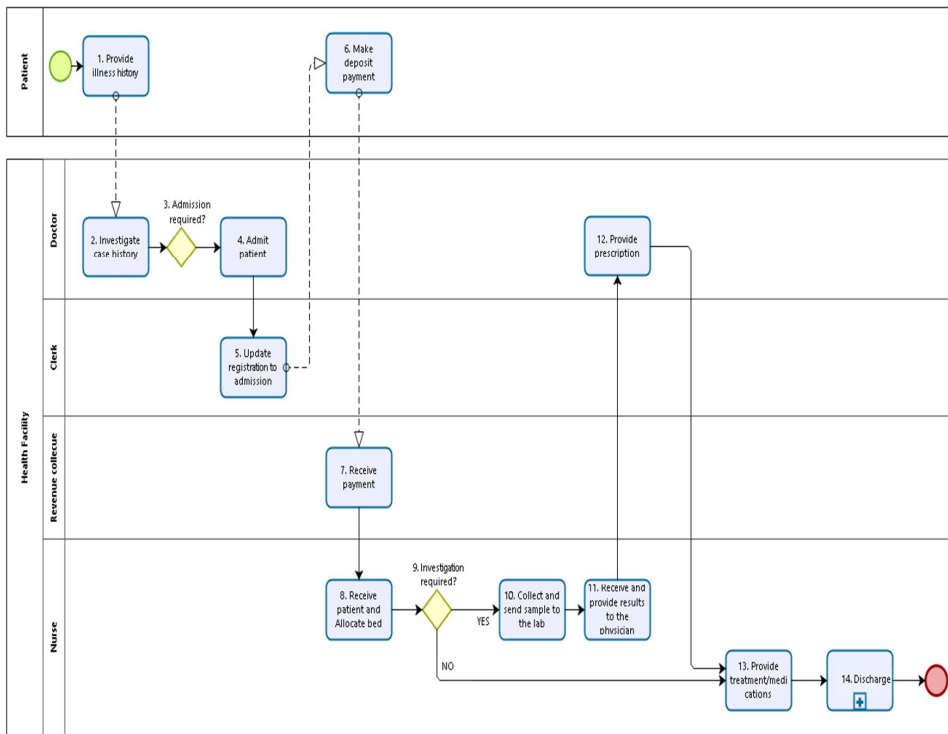 Patient
1. Provide
illness history
6. Make
deposit
payment
Health Facility
Doctor
2. Investigate
case history
3. Admission
required?
4. Admit
patient
12. Provide
prescription
Clerk
5. Update
registration to
admission
Revenue collecue
7. Receive
payment
Nurse
8. Receive
patient and
Allocate bed
9. Investigation
required?
YES
NO
10. Collect and
send sample to
the lab
11. Receive and
provide results
to the
physician
13. Provide
treatment/medi
cations
14. Discharge